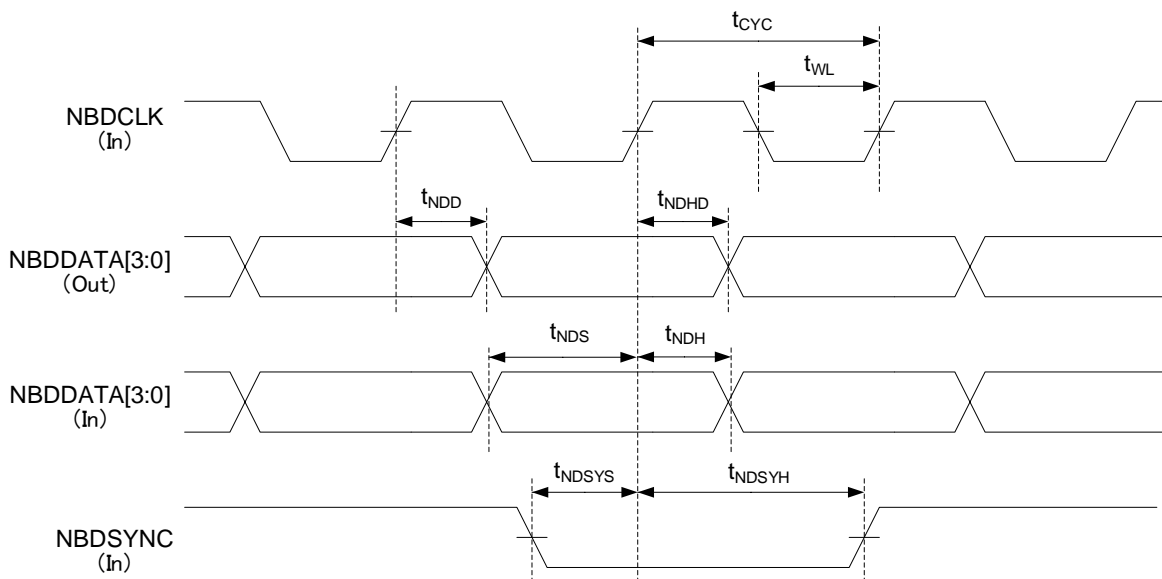 tCYC
tWL
NBDCLK
(In)
tNDD
tNDHD
NBDDATA[3:0]
(Out)
tNDS
tNDH
NBDDATA[3:0]
(In)
tNDSYS
tNDSYH
NBDSYNC
(In)